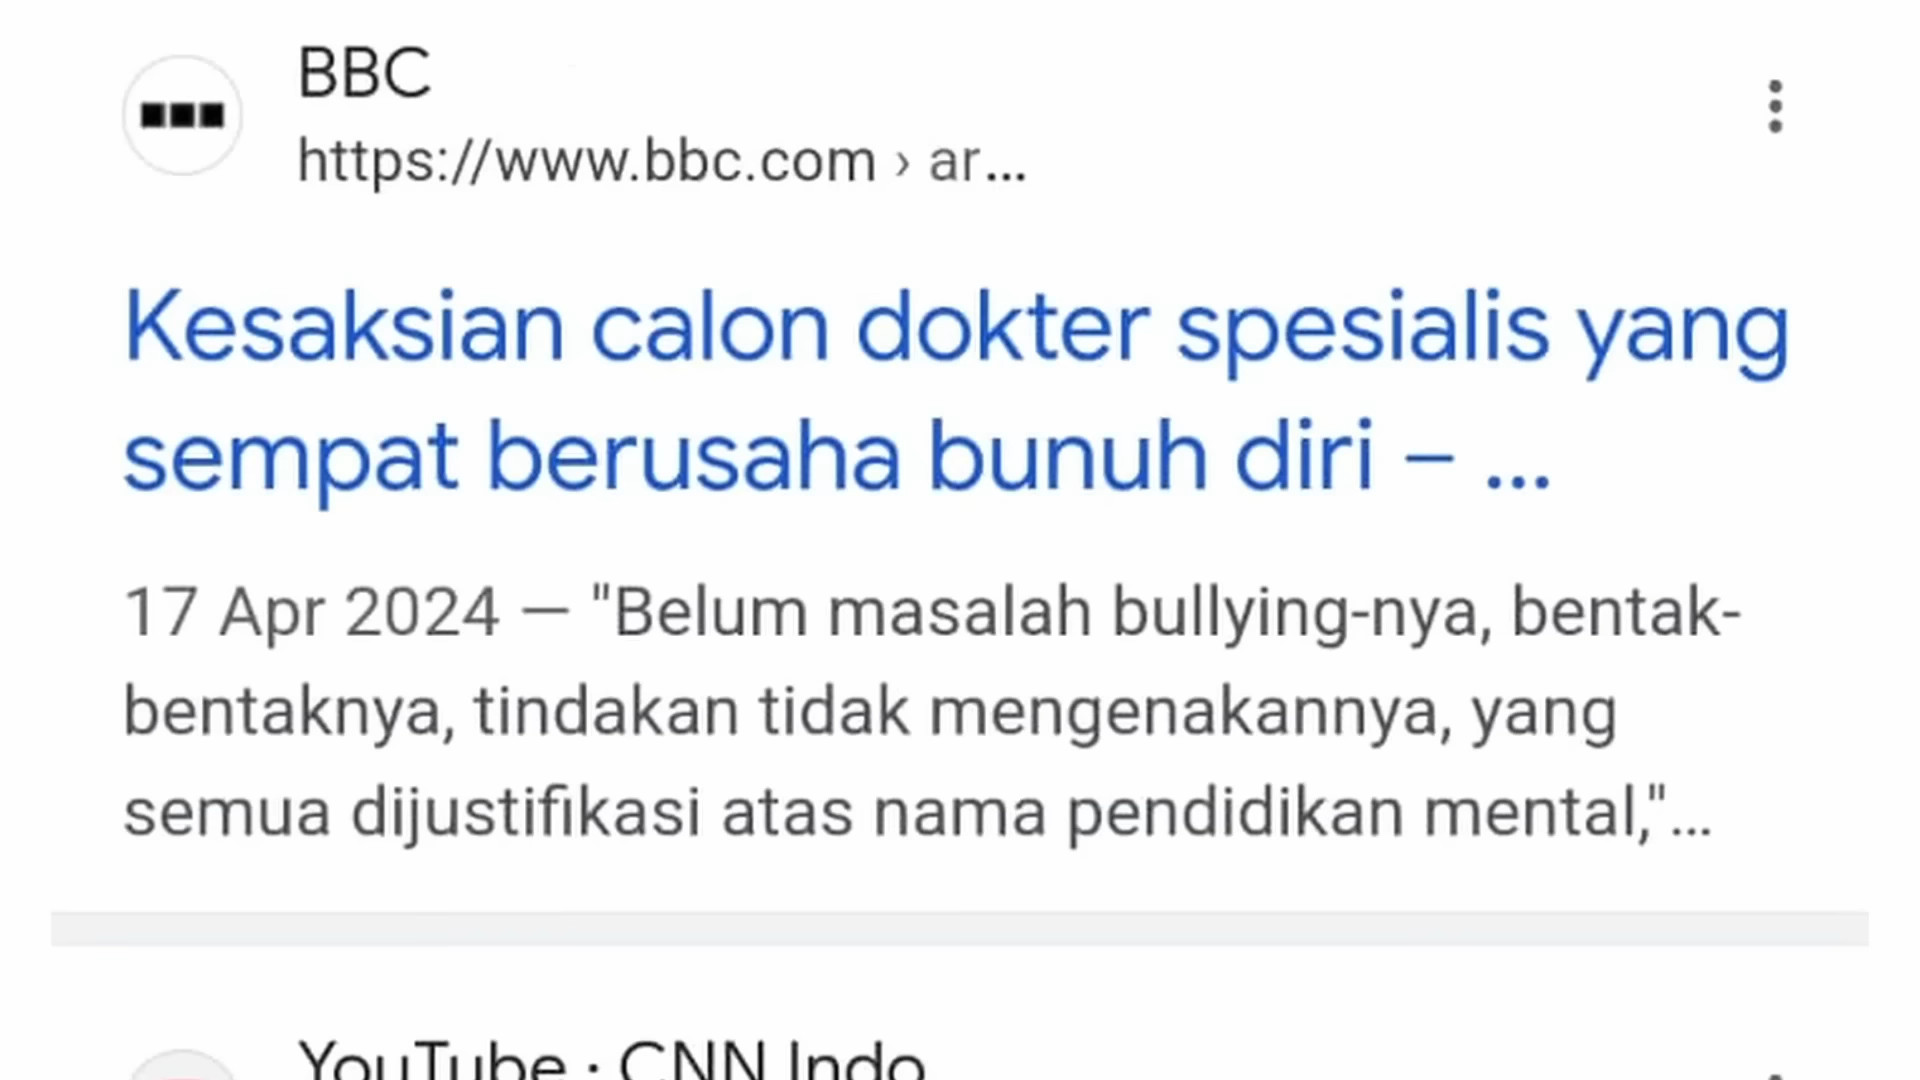 BBC
https://www.bbc.com › ar...
Kesaksian calon dokter spesialis yang
sempat berusaha bunuh diri – ...
17 Apr 2024 — "Belum masalah bullying-nya, bentak-
bentaknya, tindakan tidak mengenakannya, yang
semua dijustifikasi atas nama pendidikan mental,"...
YouTube · CNN Indo